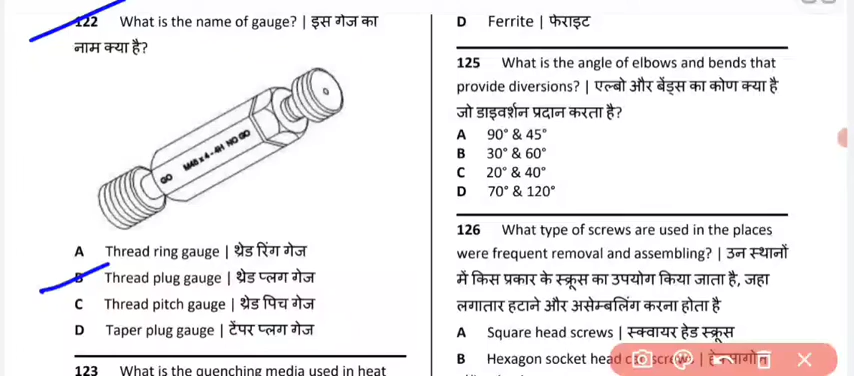 122 What is the name of gauge? | इस गेज का
नाम क्या है?
GO M48 x 4 - 4H NO GO
A Thread ring gauge | थ्रेड रिंग गेज
B Thread plug gauge | थ्रेड प्लग गेज
C Thread pitch gauge | थ्रेड पिच गेज
D Taper plug gauge | टेंपर प्लग गेज
123 What is the quenching media used in heat
D Ferrite | फेराइट
125 What is the angle of elbows and bends that
provide diversions? | एल्बो और बेंड्स का कोण क्या है
जो डाइवर्शन प्रदान करता है?
A 90° & 45°
B 30° & 60°
C 20° & 40°
D 70° & 120°
126 What type of screws are used in the places
were frequent removal and assembling? | उन स्थानों
में किस प्रकार के स्क्रूस का उपयोग किया जाता है, जहा
लगातार हटाने और असेम्बलिंग करना होता है
A Square head screws | स्क्वायर हेड स्क्रूस
B Hexagon socket head